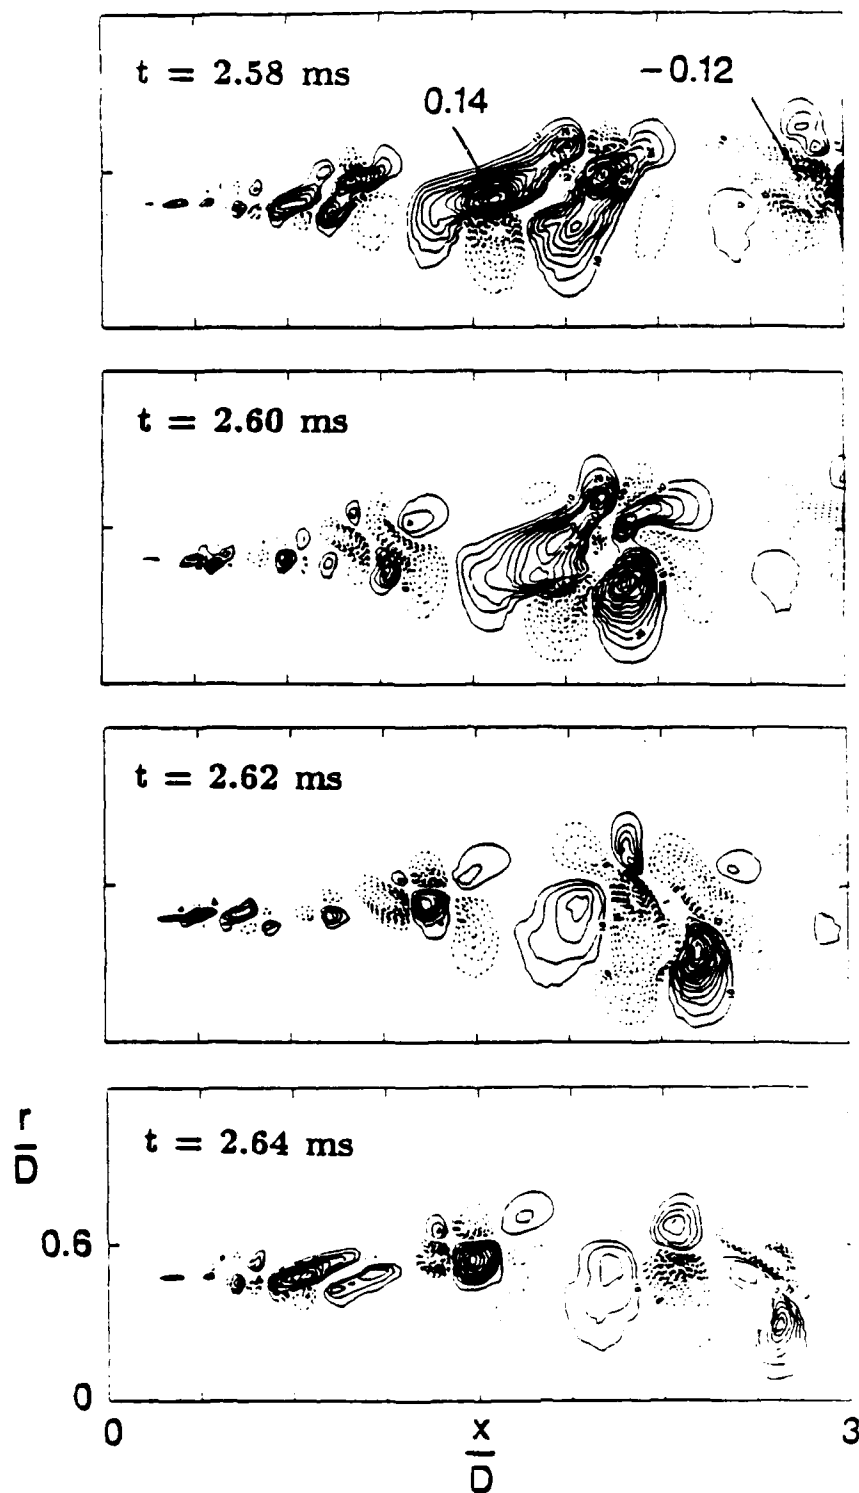 t = 2.58 ms
-0.12
0.14
t = 2.60 ms
t = 2.62 ms
t = 2.64 ms
r
D
0.6
0
0
x
D
3